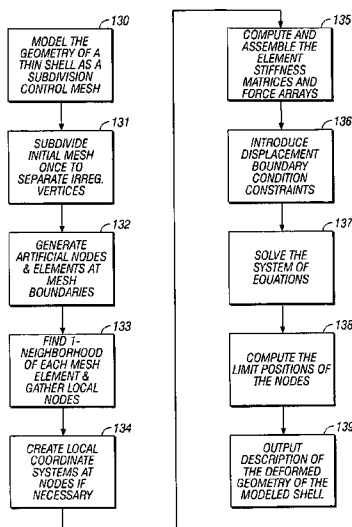 130
MODEL THE
GEOMETRY OF A
THIN SHELL AS A
SUBDIVISION
CONTROL MESH
131
SUBDIVIDE
INITIAL MESH
ONCE TO
SEPARATE IRREG.
VERTICES
132
GENERATE
ARTIFICIAL NODES
& ELEMENTS AT
MESH
BOUNDARIES
133
FIND 1-
NEIGHBORHOOD
OF EACH MESH
ELEMENT &
GATHER LOCAL
NODES
134
CREATE LOCAL
COORDINATE
SYSTEMS AT
NODES IF
NECESSARY
135
COMPUTE AND
ASSEMBLE THE
ELEMENT
STIFFNESS
MATRICES AND
FORCE ARRAYS
136
INTRODUCE
DISPLACEMENT
BOUNDARY
CONDITION
CONSTRAINTS
137
SOLVE THE
SYSTEM OF
EQUATIONS
138
COMPUTE THE
LIMIT POSITIONS
OF THE NODES
139
OUTPUT
DESCRIPTION
OF THE DEFORMED
GEOMETRY OF THE
MODELED SHELL